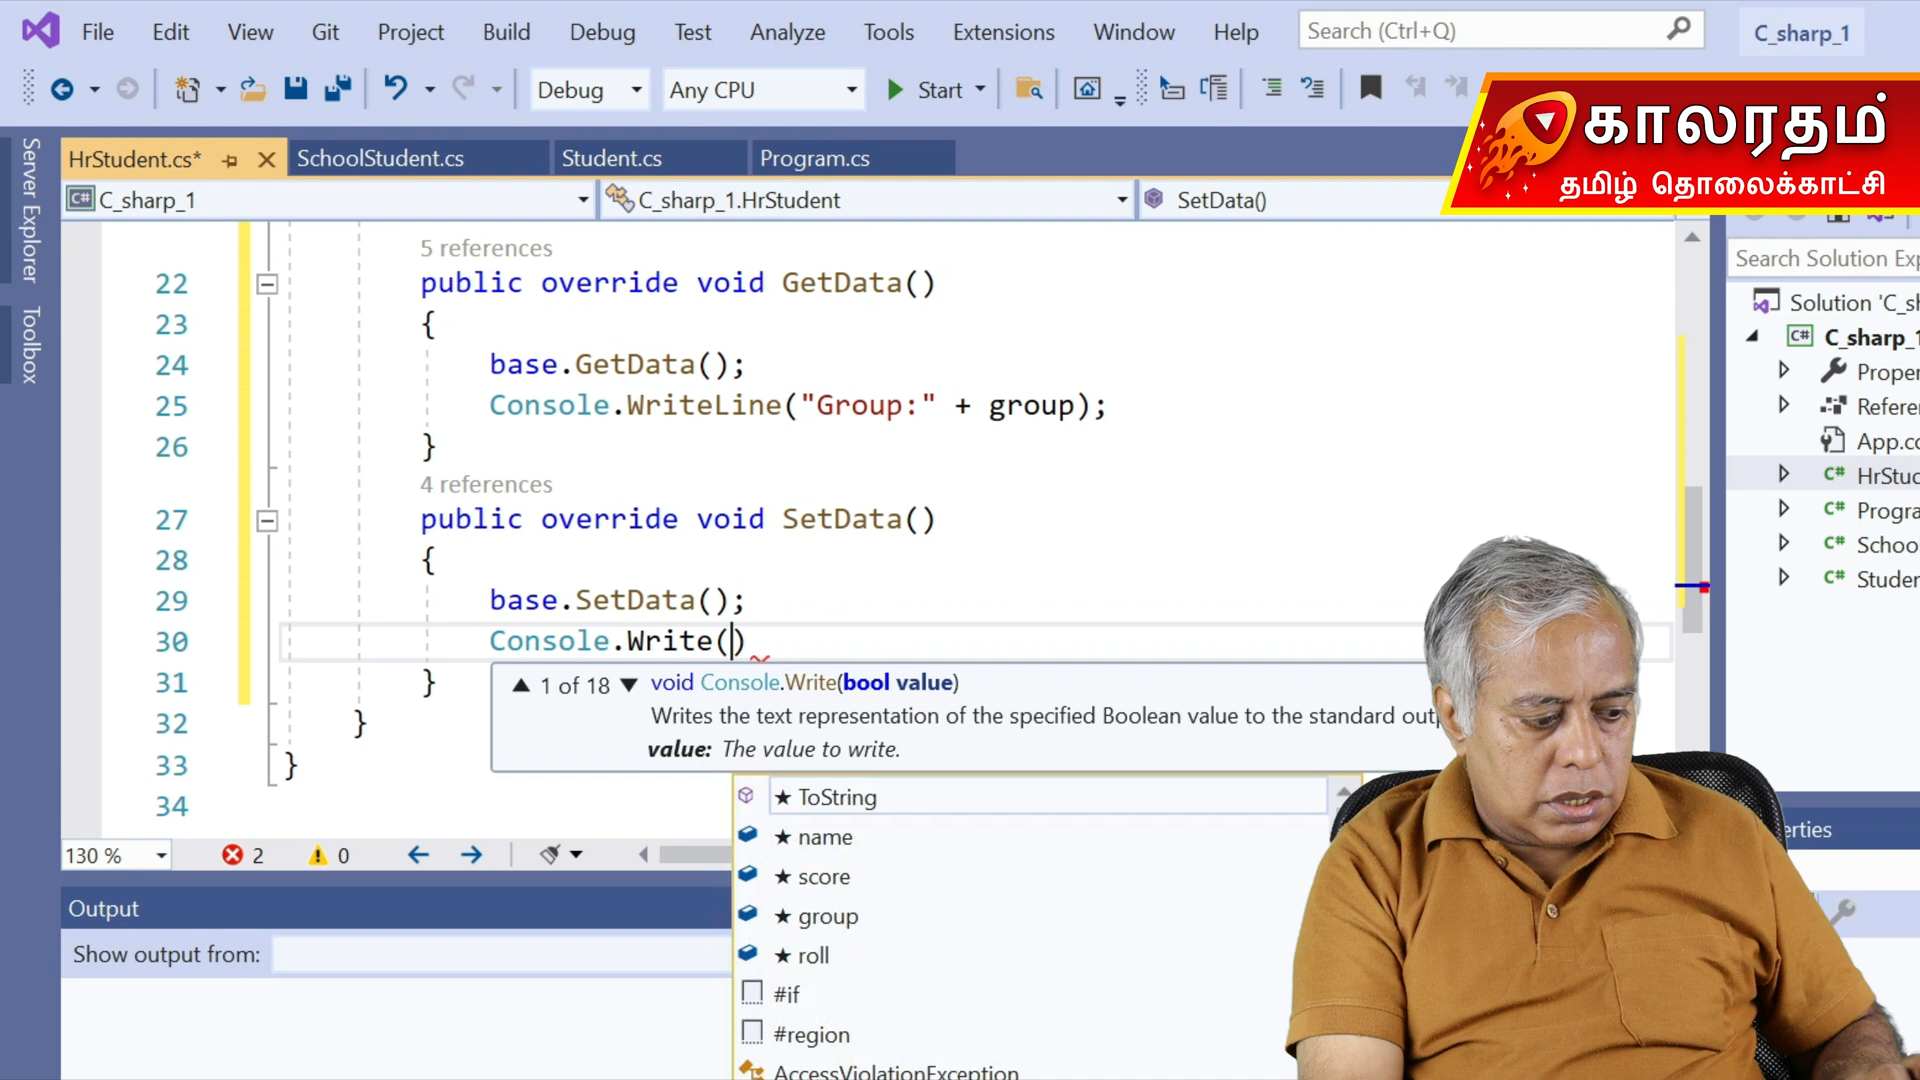 File Edit View Git Project Build Debug Test Analyze Tools Extensions Window Help Search (Ctrl+Q) C_sharp_1
Debug Any CPU Start
காலரதம்
தமிழ் தொலைக்காட்சி
Server Explorer
Toolbox
HrStudent.cs* SchoolStudent.cs Student.cs Program.cs
C# C_sharp_1 C_sharp_1.HrStudent SetData()
5 references
22 public override void GetData()
23 {
24 base.GetData();
25 Console.WriteLine("Group:" + group);
26 }
4 references
27 public override void SetData()
28 {
29 base.SetData();
30 Console.Write()
31 }
32 }
33 }
34
1 of 18 void Console.Write(bool value)
Writes the text representation of the specified Boolean value to the standard outp
value: The value to write.
★ ToString
★ name
★ score
★ group
★ roll
#if
#region
AccessViolationException
130 % 2 0
Output
Show output from:
Search Solution Exp
Solution 'C_sh
C# C_sharp_1
Proper
Referen
App.co
C# HrStud
C# Progra
C# School
C# Studen
erties